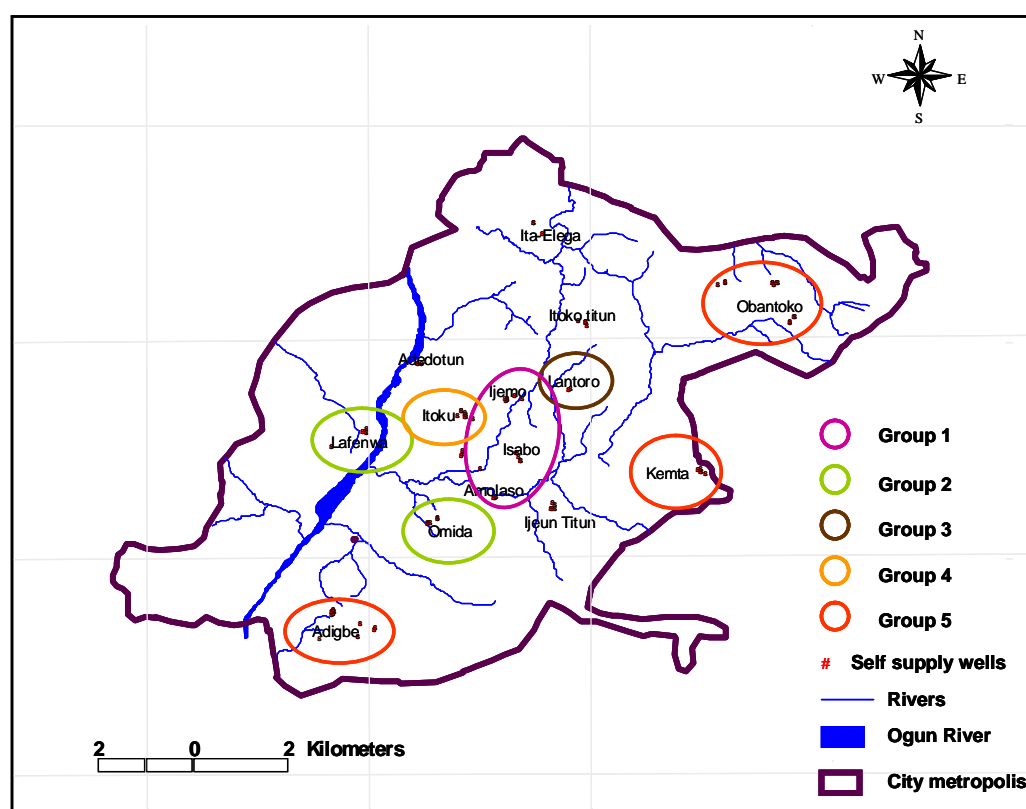 N
W E
S
Ita-Elega
Obantoko
Itoko titun
Adedotun
Lantoro
Ijemo
Itoku
Lafenwa
Isabo
Kemta
Amolaso
Ijeun Titun
Omida
Adigbe
Group 1
Group 2
Group 3
Group 4
Group 5
# Self supply wells
Rivers
Ogun River
City metropolis
2 0 2 Kilometers